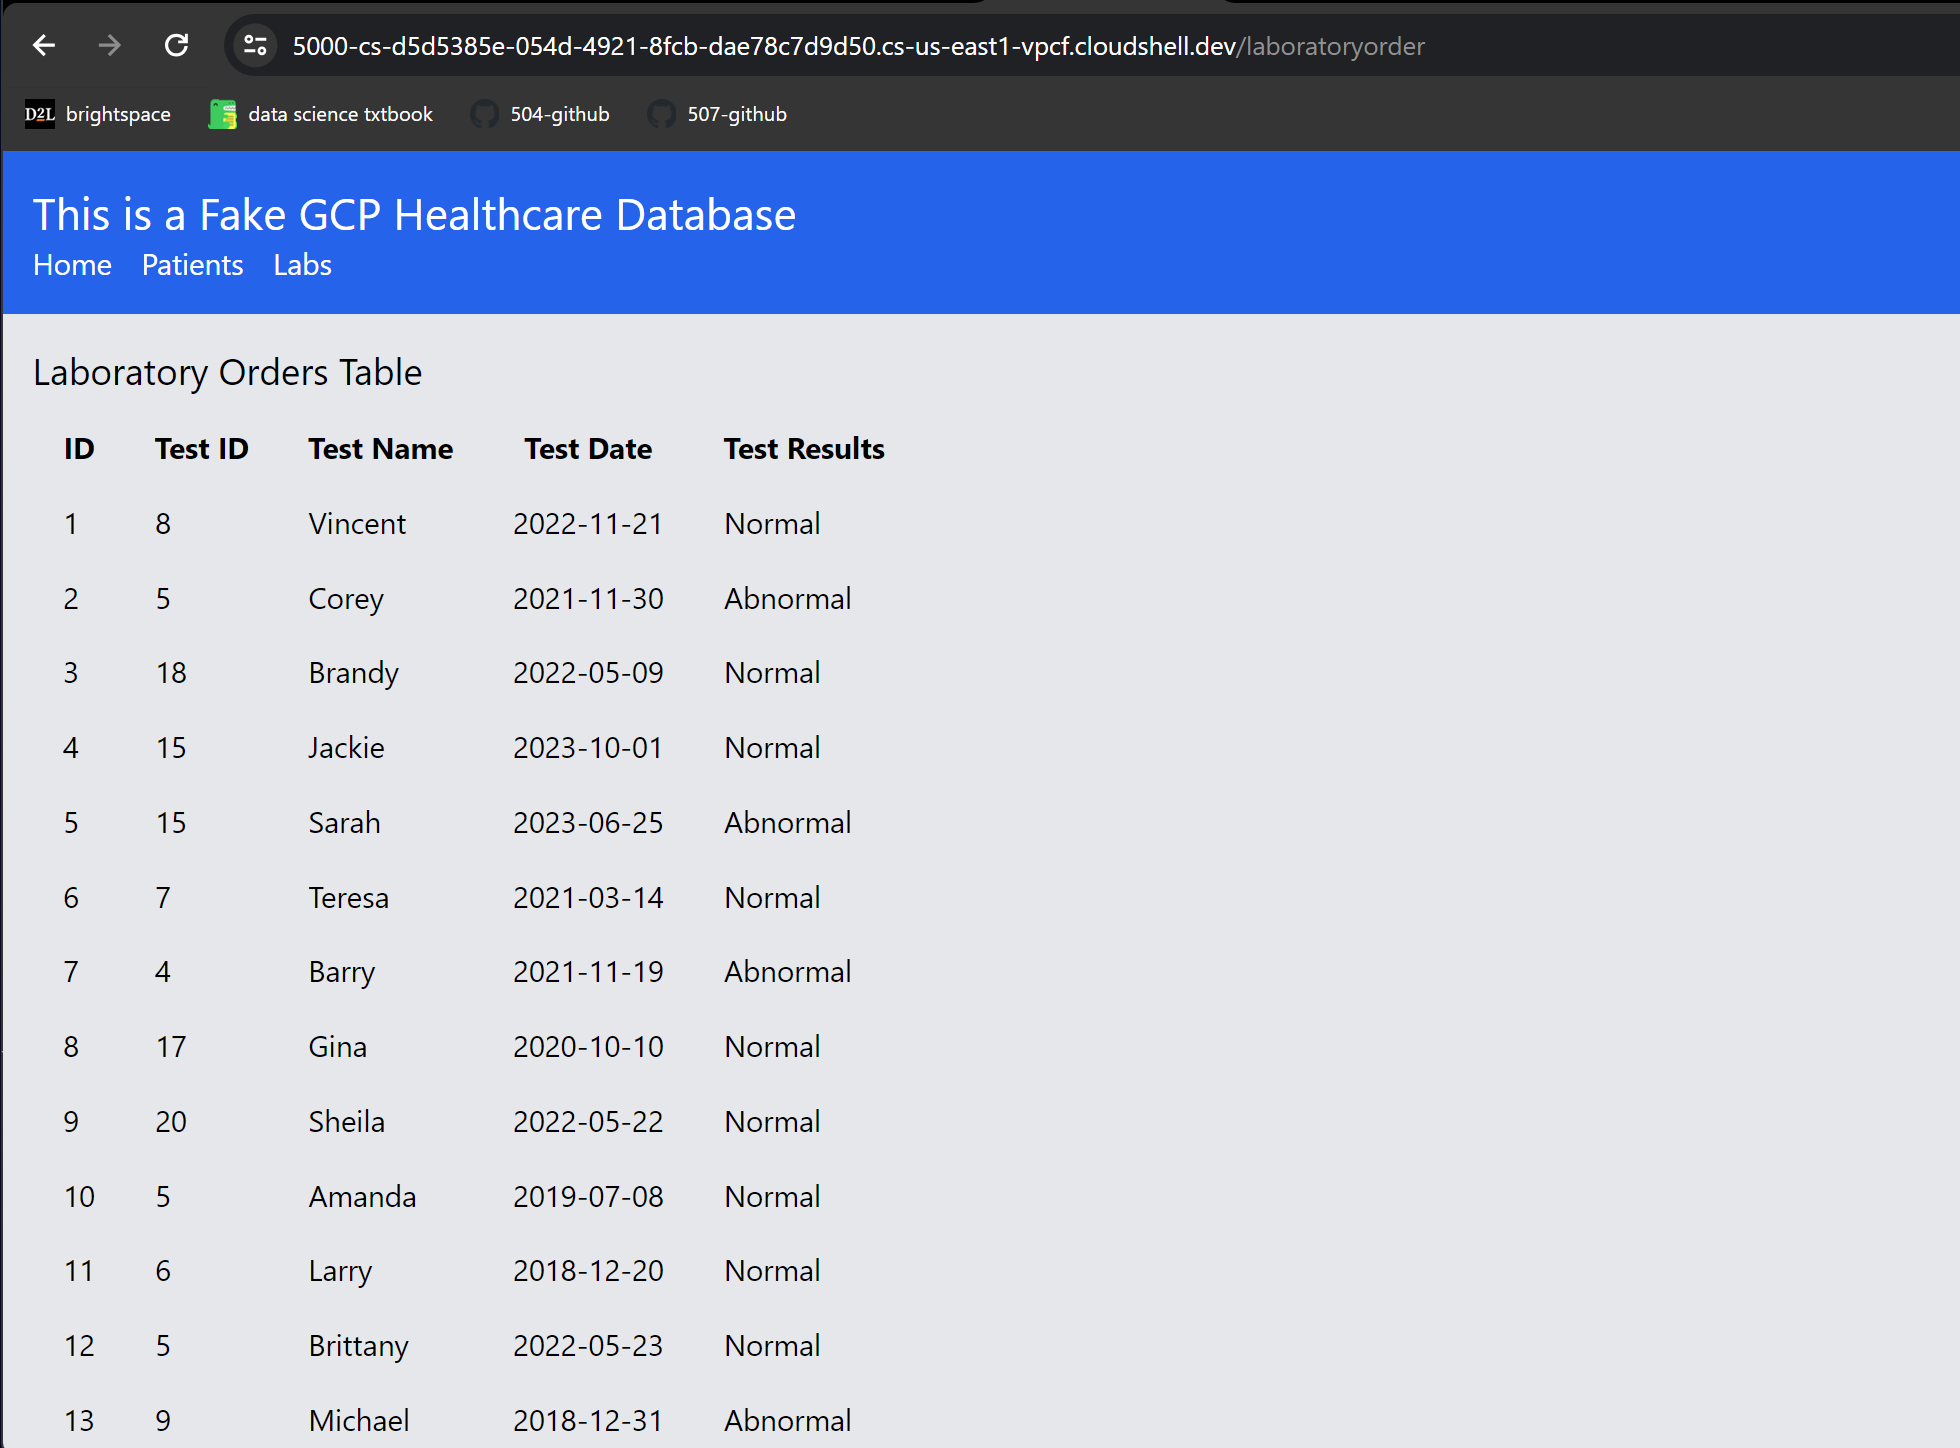 5000-cs-d5d5385e-054d-4921-8fcb-dae78c7d9d50.cs-us-east1-vpcf.cloudshell.dev/laboratoryorder
D2L brightspace data science txtbook 504-github 507-github
This is a Fake GCP Healthcare Database
Home Patients Labs
Laboratory Orders Table
ID Test ID Test Name Test Date Test Results
1 8 Vincent 2022-11-21 Normal
2 5 Corey 2021-11-30 Abnormal
3 18 Brandy 2022-05-09 Normal
4 15 Jackie 2023-10-01 Normal
5 15 Sarah 2023-06-25 Abnormal
6 7 Teresa 2021-03-14 Normal
7 4 Barry 2021-11-19 Abnormal
8 17 Gina 2020-10-10 Normal
9 20 Sheila 2022-05-22 Normal
10 5 Amanda 2019-07-08 Normal
11 6 Larry 2018-12-20 Normal
12 5 Brittany 2022-05-23 Normal
13 9 Michael 2018-12-31 Abnormal